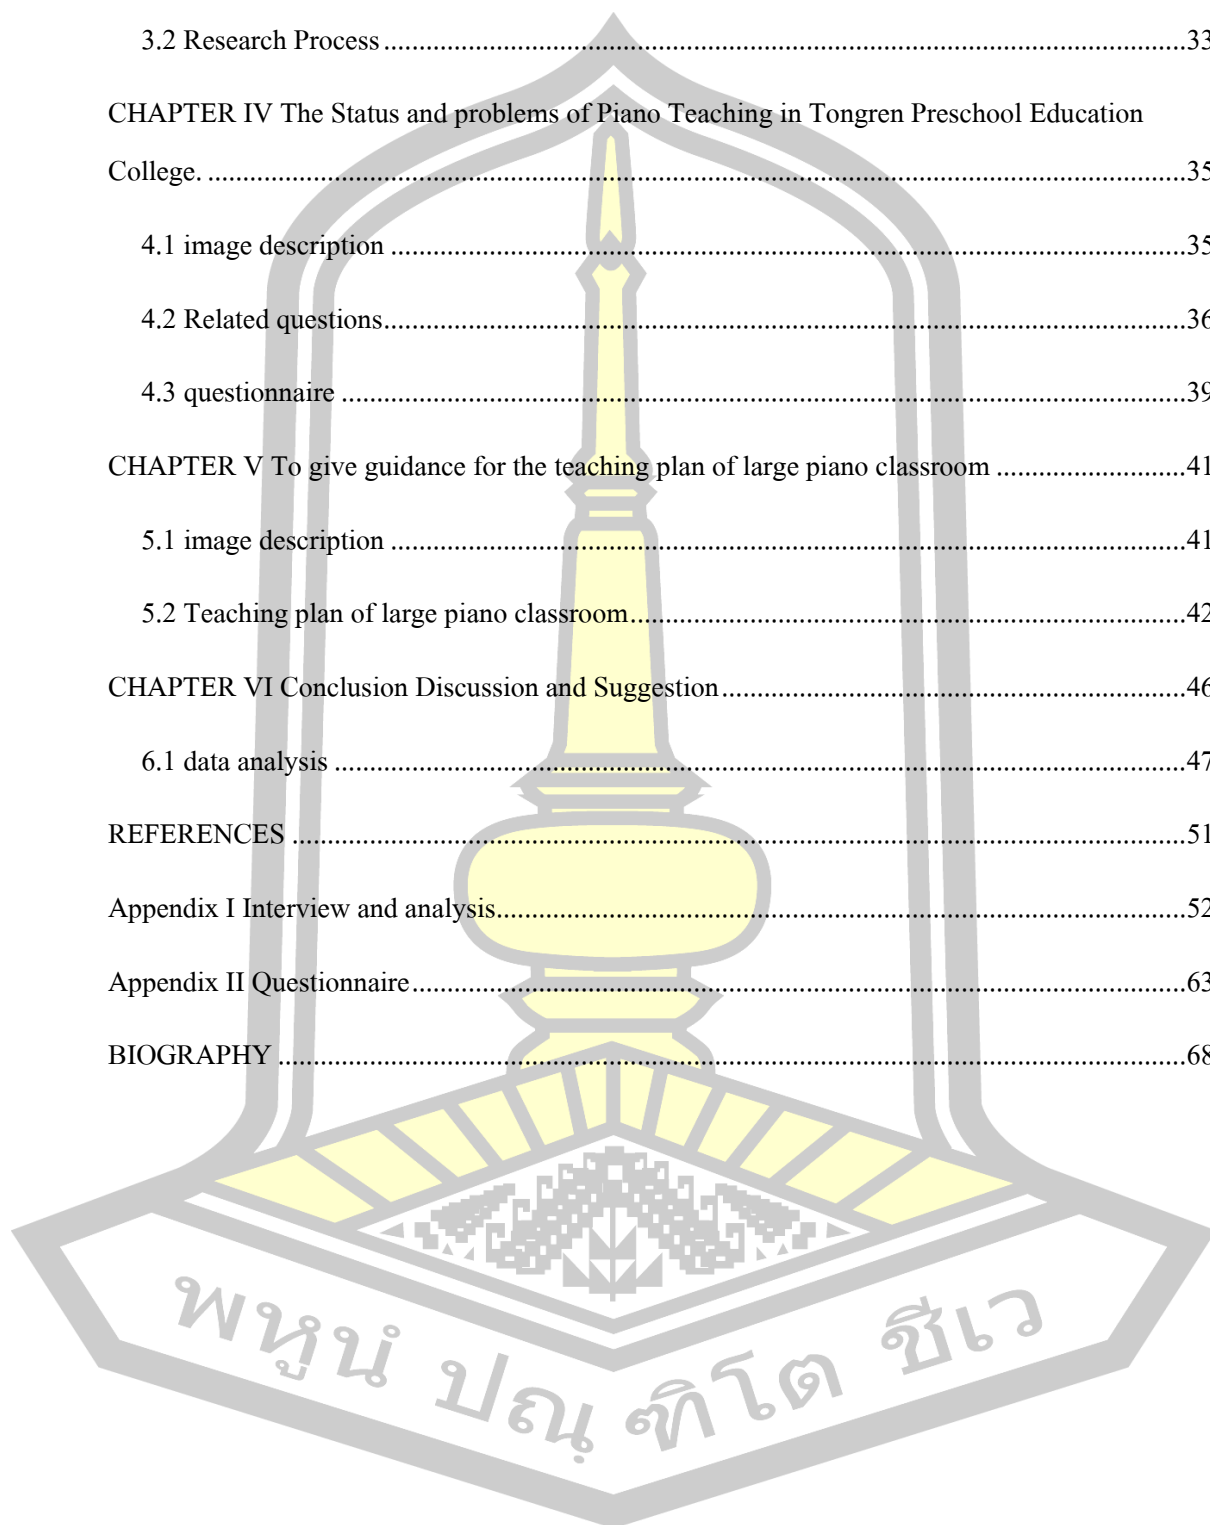 3.2 Research Process ........................................................................................................................33
CHAPTER IV The Status and problems of Piano Teaching in Tongren Preschool Education
College. ..................................................................................................................................................35
4.1 image description .......................................................................................................................35
4.2 Related questions........................................................................................................................36
4.3 questionnaire ..............................................................................................................................39
CHAPTER V To give guidance for the teaching plan of large piano classroom ................................41
5.1 image description .......................................................................................................................41
5.2 Teaching plan of large piano classroom.....................................................................................42
CHAPTER VI Conclusion Discussion and Suggestion.........................................................................46
6.1 data analysis ...............................................................................................................................47
REFERENCES ......................................................................................................................................51
Appendix I Interview and analysis.........................................................................................................52
Appendix II Questionnaire.....................................................................................................................63
BIOGRAPHY ........................................................................................................................................68
พหูนํ ปณฺฑิโต ชีเว